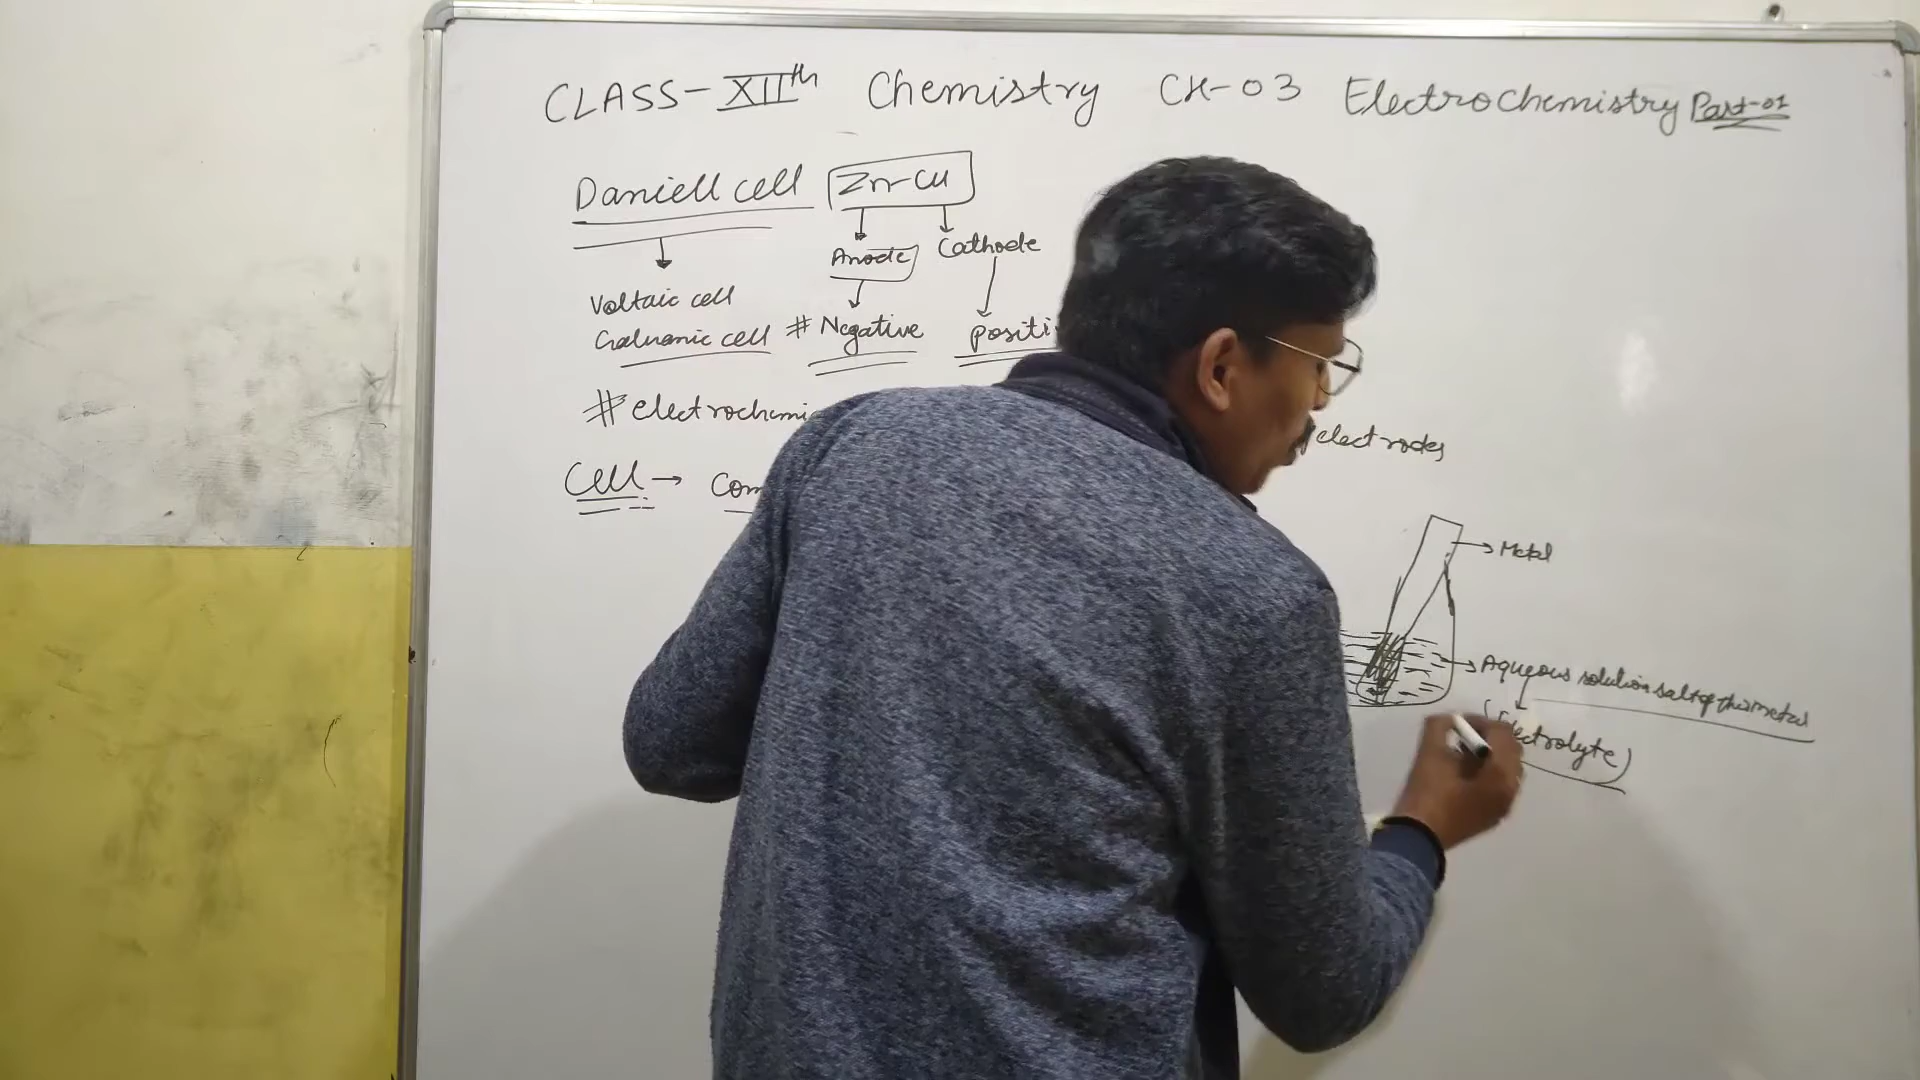 CLASS-XIIth Chemistry CH-03 Electrochemistry Part-01
Daniell cell Zn-Cu
Anode Cathode
Voltaic cell
Galvanic cell # Negative positi
# electrochemi
electrodes
Cell → Com
→ Metal
→ Aqueous solution salt of this metal
(Electrolyte)